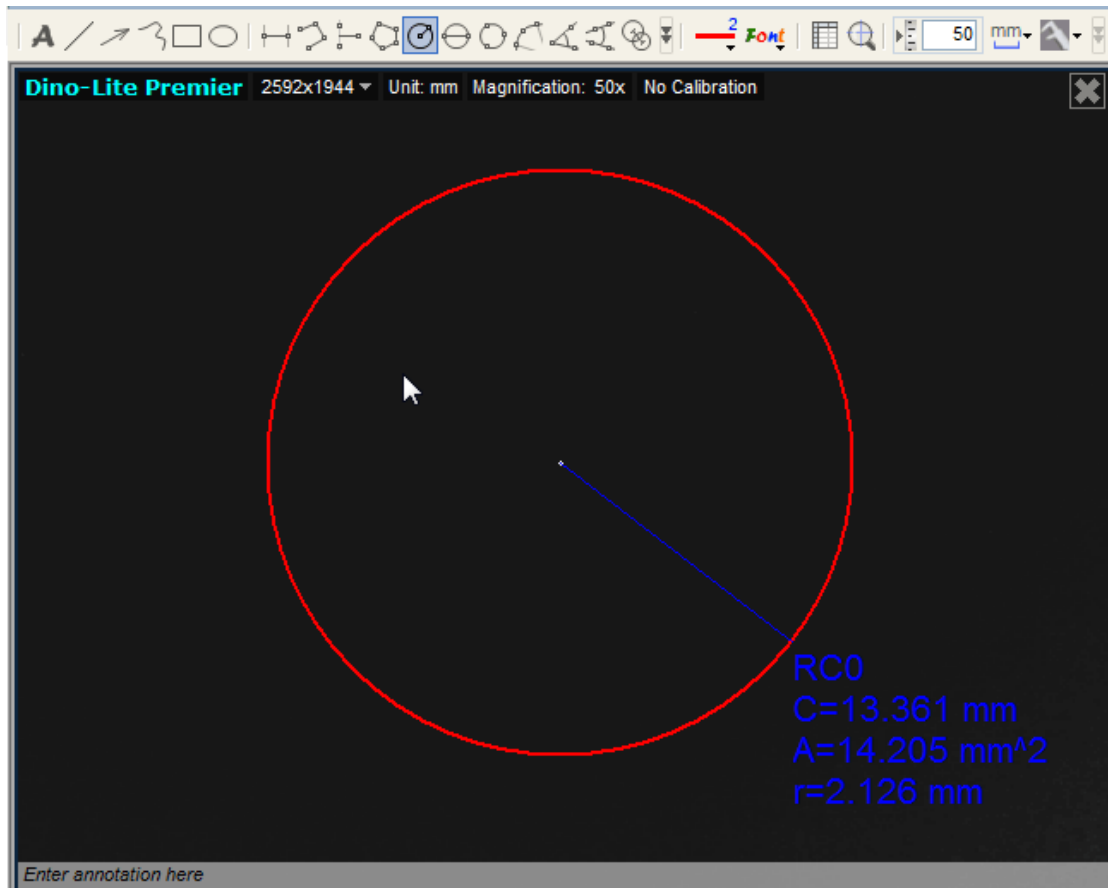 A 2 Font 50 mm
Dino-Lite Premier 2592x1944 Unit: mm Magnification: 50x No Calibration
RC0
C=13.361 mm
A=14.205 mm^2
r=2.126 mm
Enter annotation here